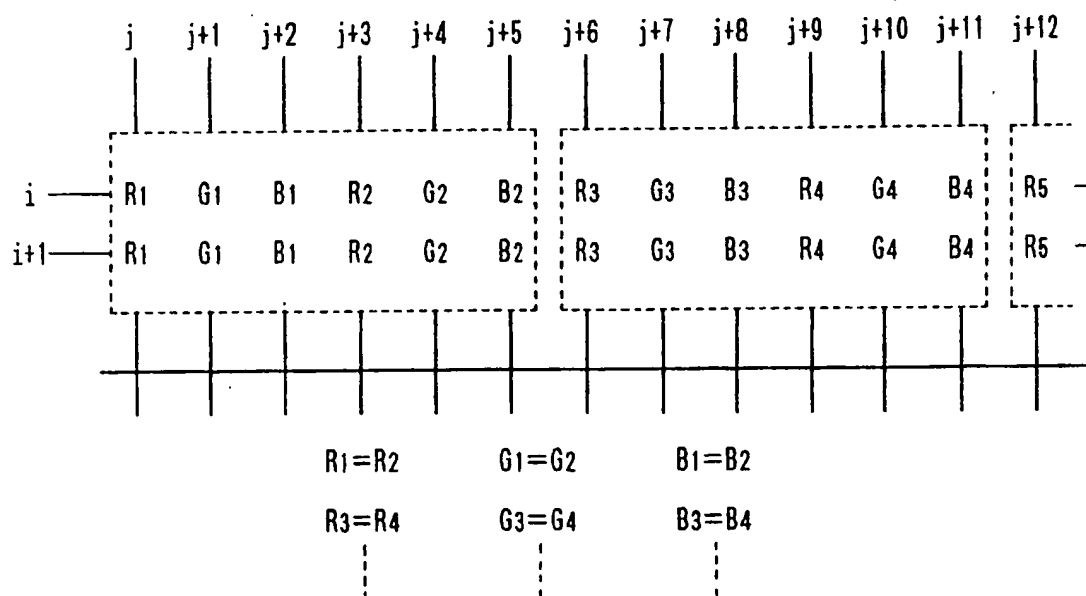 j j+1 j+2 j+3 j+4 j+5 j+6 j+7 j+8 j+9 j+10 j+11 j+12
i R1 G1 B1 R2 G2 B2 R3 G3 B3 R4 G4 B4 R5
i+1 R1 G1 B1 R2 G2 B2 R3 G3 B3 R4 G4 B4 R5
R1=R2 G1=G2 B1=B2
R3=R4 G3=G4 B3=B4